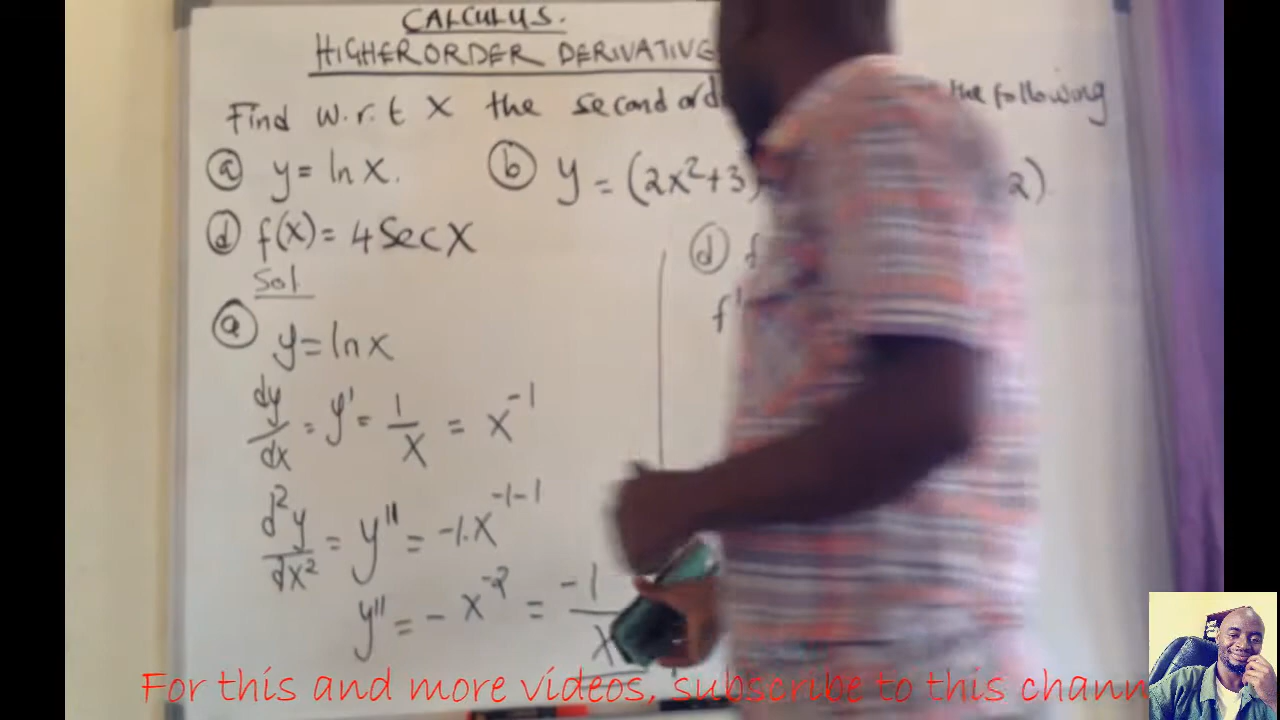 CALCULUS.
HIGHER ORDER DERIVATIVE
Find w.r.t x the second ord the following
ⓐ y = ln x. ⓑ y = (2x²+3) 2)
ⓓ f(x) = 4 Sec x
Sol
ⓐ y = ln x
dy/dx = y' = 1/x = x⁻¹
d²y/dx² = y'' = -1.x⁻¹⁻¹
y'' = - x⁻² = -1/x
ⓓ f
f'
For this and more videos, subscribe to this chann